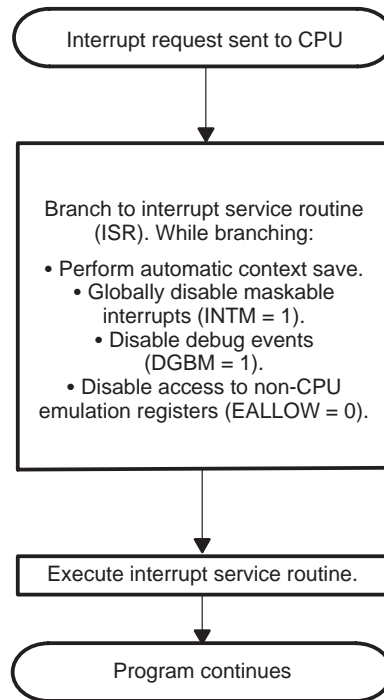 Interrupt request sent to CPU
Branch to interrupt service routine
(ISR). While branching:
• Perform automatic context save.
• Globally disable maskable
interrupts (INTM = 1).
• Disable debug events
(DGBM = 1).
• Disable access to non-CPU
emulation registers (EALLOW = 0).
Execute interrupt service routine.
Program continues